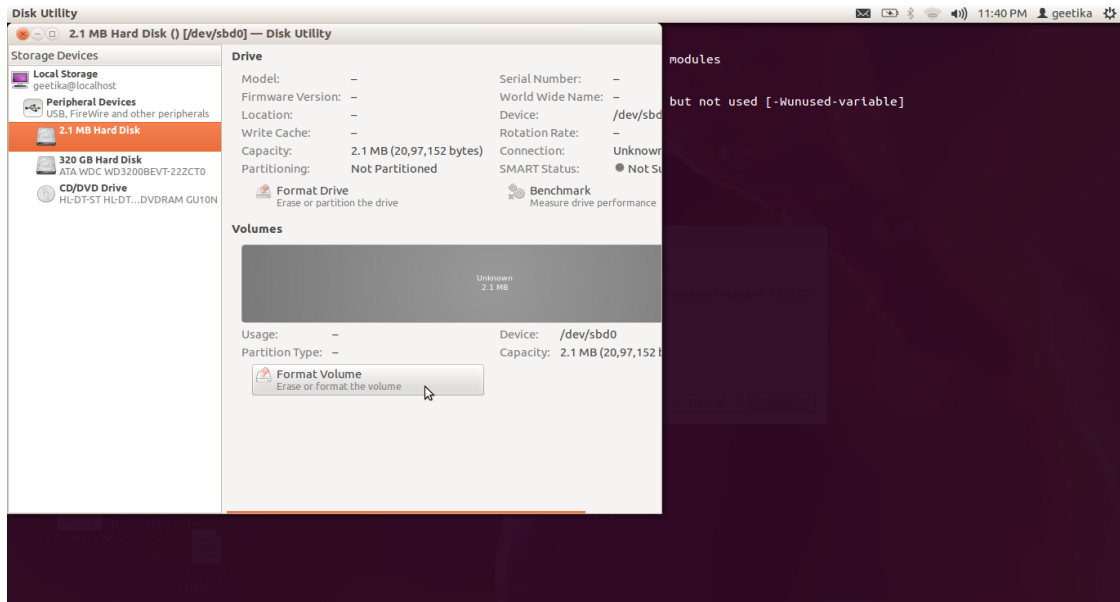 Disk Utility
11:40 PM geetika
2.1 MB Hard Disk () [/dev/sbd0] — Disk Utility
Storage Devices
Local Storage
geetika@localhost
Peripheral Devices
USB, FireWire and other peripherals
2.1 MB Hard Disk
320 GB Hard Disk
ATA WDC WD3200BEVT-22ZCT0
CD/DVD Drive
HL-DT-ST HL-DT...DVDRAM GU10N
Drive
Model: – Serial Number: –
Firmware Version: – World Wide Name: –
Location: – Device: /dev/sbd
Write Cache: – Rotation Rate: –
Capacity: 2.1 MB (20,97,152 bytes) Connection: Unknown
Partitioning: Not Partitioned SMART Status: Not Su
Format Drive Benchmark
Erase or partition the drive Measure drive performance
Volumes
Unknown
2.1 MB
Usage: – Device: /dev/sbd0
Partition Type: – Capacity: 2.1 MB (20,97,152 b
Format Volume
Erase or format the volume
modules
but not used [-Wunused-variable]